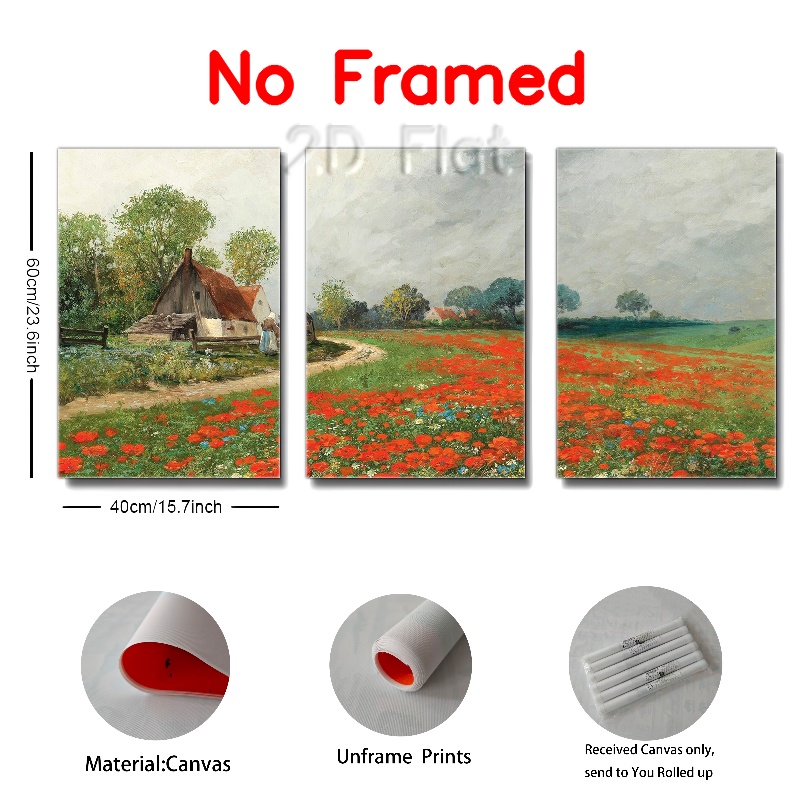 No Framed
2D Flat
60cm/23.6inch
40cm/15.7inch
Material:Canvas
Unframe Prints
Received Canvas only,
send to You Rolled up